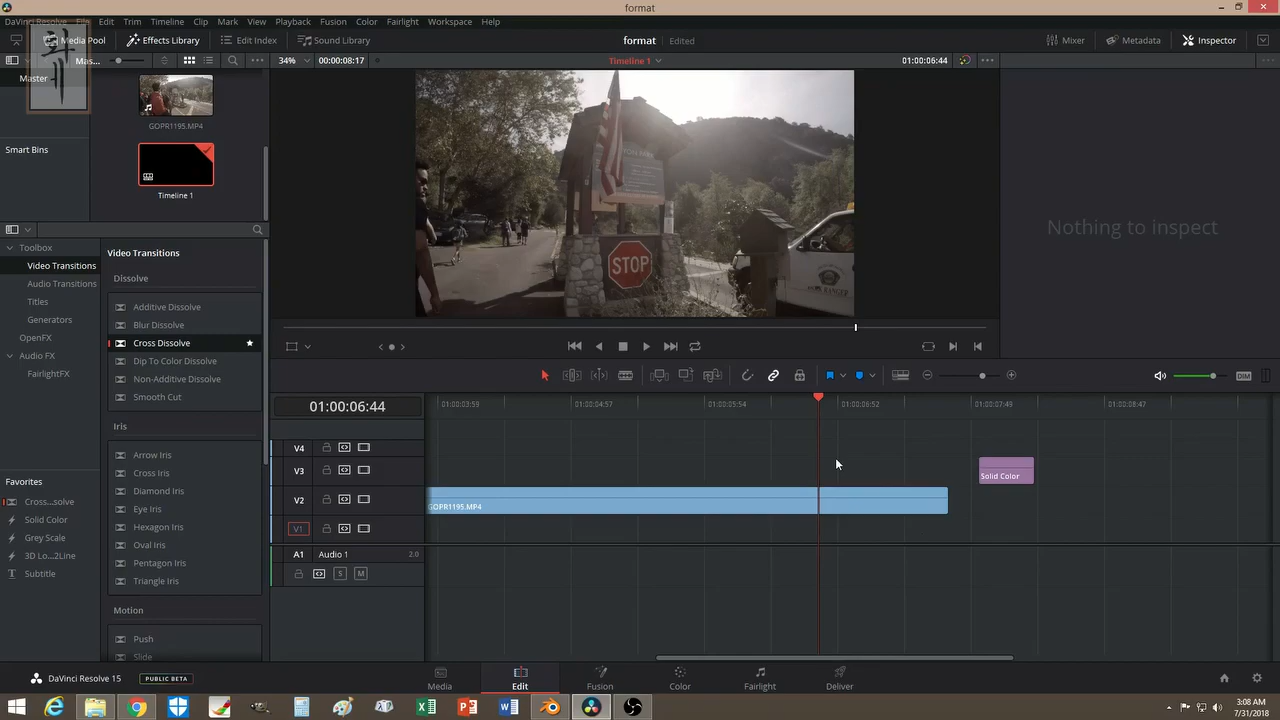 format
DaVinci Resolve File Edit Trim Timeline Clip Mark View Playback Fusion Color Fairlight Workspace Help
Media Pool Effects Library Edit Index Sound Library format Edited Mixer Metadata Inspector
Mas... 34% 00:00:08:17 Timeline 1 01:00:06:44
Master
GOPR1195.MP4
Smart Bins
Timeline 1
STOP
RANGER
Nothing to inspect
Toolbox
Video Transitions
Audio Transitions
Titles
Generators
OpenFX
Audio FX
FairlightFX
Video Transitions
Dissolve
Additive Dissolve
Blur Dissolve
Cross Dissolve
Dip To Color Dissolve
Non-Additive Dissolve
Smooth Cut
Iris
Arrow Iris
Cross Iris
Diamond Iris
Eye Iris
Hexagon Iris
Oval Iris
Pentagon Iris
Triangle Iris
Motion
Push
Slide
Favorites
Cross...solve
Solid Color
Grey Scale
3D Lo...2Line
Subtitle
DIM
01:00:06:44
01:00:03:59 01:00:04:57 01:00:05:54 01:00:06:52 01:00:07:49 01:00:08:47
V4
V3 Solid Color
V2 GOPR1195.MP4
V1
A1 Audio 1 2.0
S M
DaVinci Resolve 15 PUBLIC BETA
Media Edit Fusion Color Fairlight Deliver
3:08 AM
7/31/2018